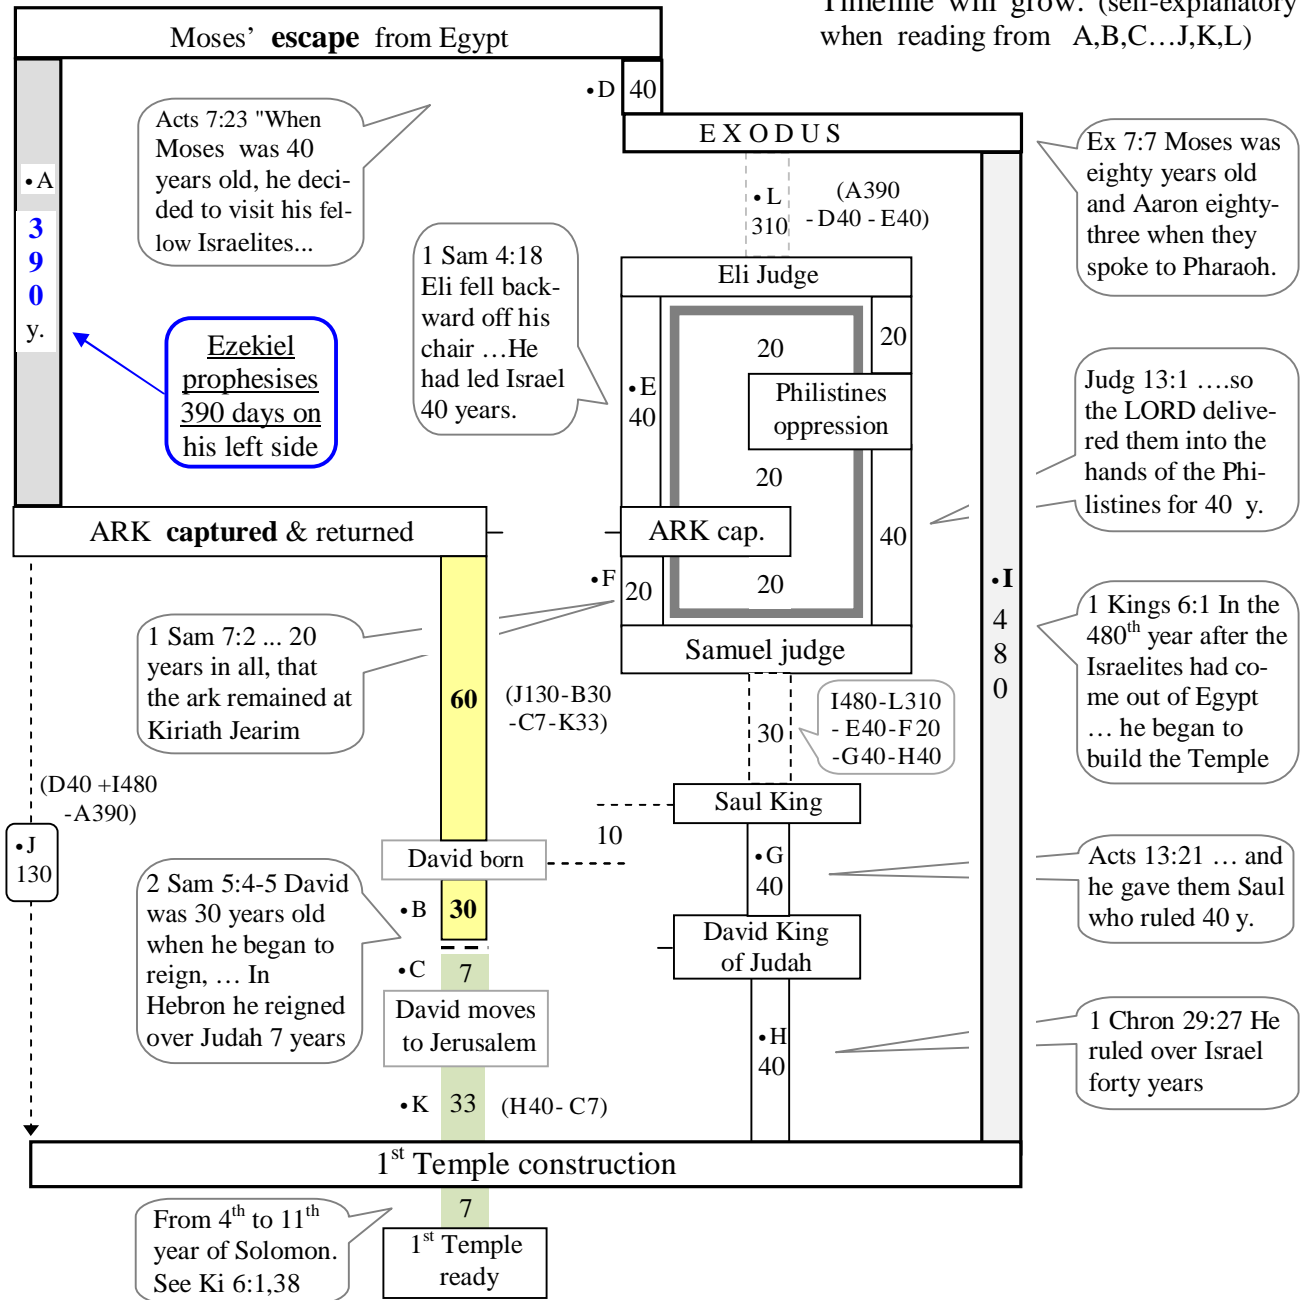 Timeline will grow. (self-explanatory
when reading from A,B,C…J,K,L)
Moses’ escape from Egypt
•D 40
EXODUS
Acts 7:23 "When
Moses was 40
years old, he deci-
ded to visit his fel-
low Israelites...
Ex 7:7 Moses was
eighty years old
and Aaron eighty-
three when they
spoke to Pharaoh.
•A
3
9
0
y.
•L
310
(A390
- D40 - E40)
1 Sam 4:18
Eli fell back-
ward off his
chair …He
had led Israel
40 years.
Eli Judge
Ezekiel
prophesises
390 days on
his left side
20
20
•E
40
Philistines
oppression
20
Judg 13:1 ….so
the LORD delive-
red them into the
hands of the Phi-
listines for 40 y.
ARK captured & returned
ARK cap.
40
•F
20
20
Samuel judge
•I
4
8
0
1 Sam 7:2 ... 20
years in all, that
the ark remained at
Kiriath Jearim
60
(J130-B30
-C7-K33)
30
I480-L310
- E40-F20
-G40-H40
1 Kings 6:1 In the
480th year after the
Israelites had co-
me out of Egypt
… he began to
build the Temple
(D40 +I480
-A390)
•J
130
Saul King
10
David born
•G
40
Acts 13:21 … and
he gave them Saul
who ruled 40 y.
2 Sam 5:4-5 David
was 30 years old
when he began to
reign, … In
Hebron he reigned
over Judah 7 years
•B 30
David King
of Judah
•C 7
David moves
to Jerusalem
•H
40
1 Chron 29:27 He
ruled over Israel
forty years
•K 33 (H40- C7)
1st Temple construction
7
From 4th to 11th
year of Solomon.
See Ki 6:1,38
1st Temple
ready